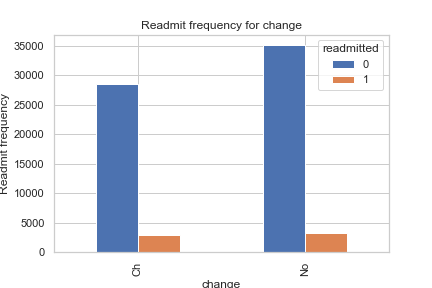 Readmit frequency for change
readmitted
0
1
35000
30000
25000
20000
15000
10000
5000
0
Readmit frequency
Ch
No
change